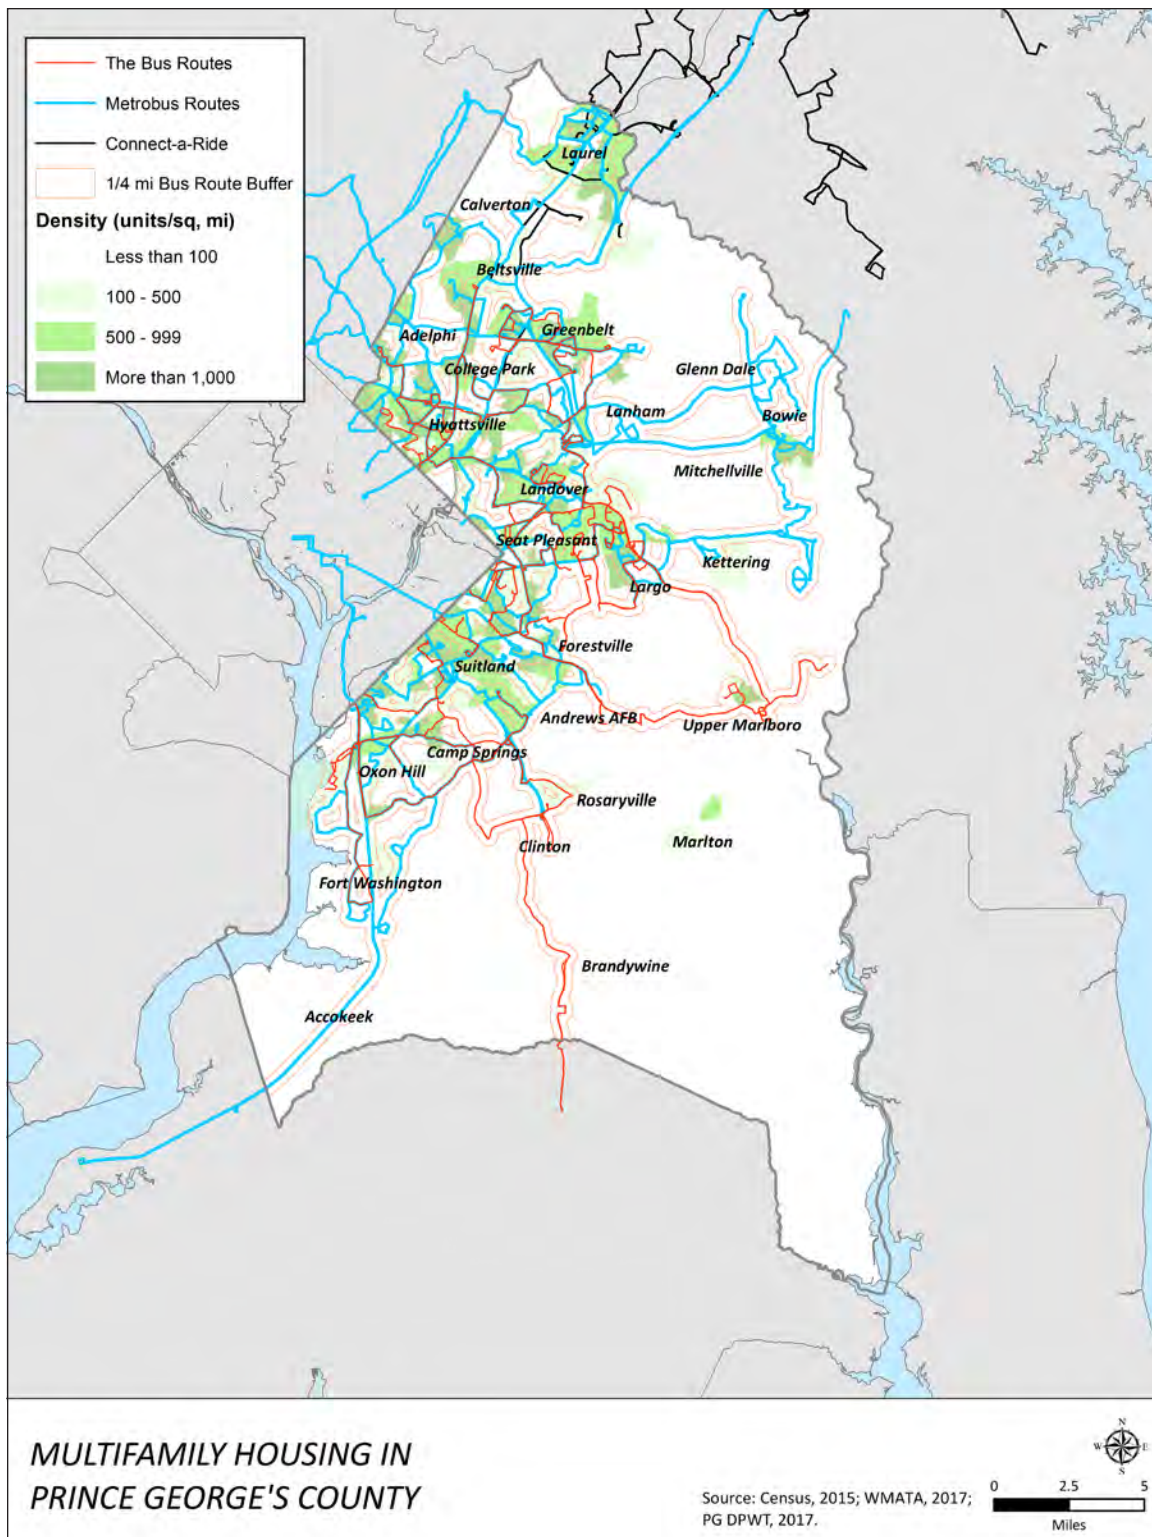 The Bus Routes
Metrobus Routes
Connect-a-Ride
1/4 mi Bus Route Buffer
Density (units/sq, mi)
Less than 100
100 - 500
500 - 999
More than 1,000
Laurel
Calverton
Beltsville
Greenbelt
Adelphi
College Park
Glenn Dale
Lanham
Bowie
Hyattsville
Mitchellville
Landover
Seat Pleasant
Kettering
Largo
Forestville
Suitland
Andrews AFB
Upper Marlboro
Camp Springs
Oxon Hill
Rosaryville
Clinton
Marlton
Fort Washington
Brandywine
Accokeek
MULTIFAMILY HOUSING IN
PRINCE GEORGE'S COUNTY
Source: Census, 2015; WMATA, 2017;
PG DPWT, 2017.
N
W E
S
0 2.5 5
Miles